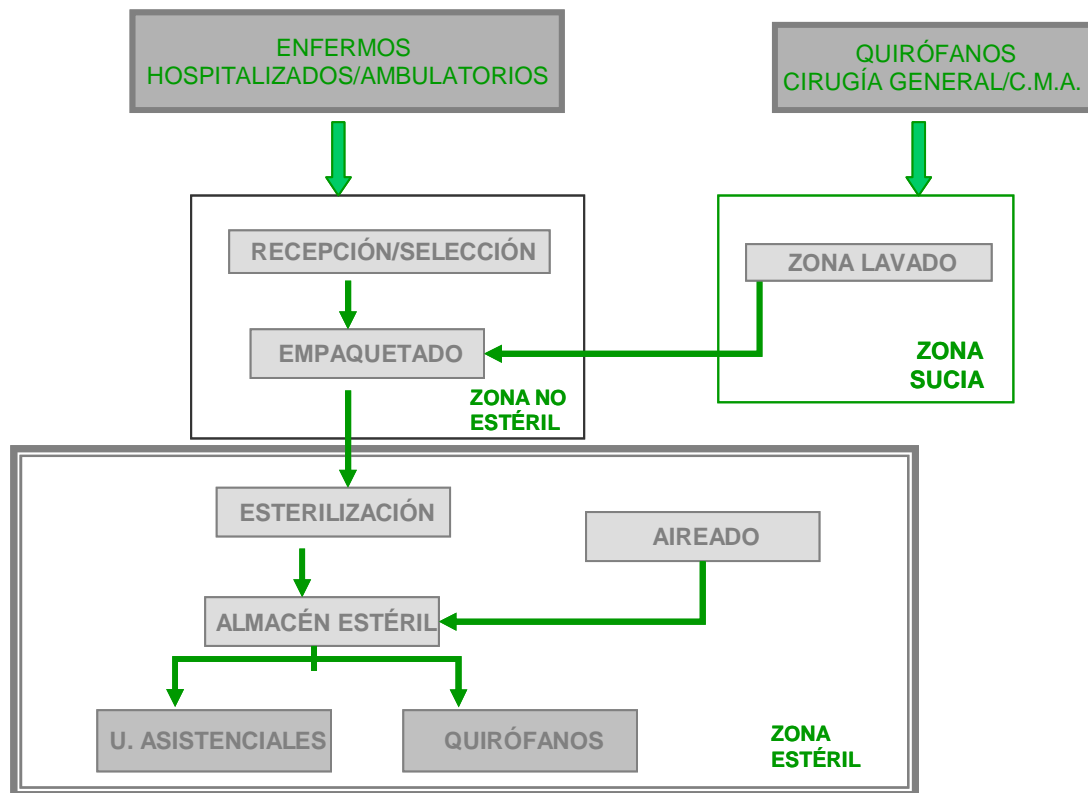 ENFERMOS
HOSPITALIZADOS/AMBULATORIOS
QUIRÓFANOS
CIRUGÍA GENERAL/C.M.A.
RECEPCIÓN/SELECCIÓN
ZONA LAVADO
EMPAQUETADO
ZONA
SUCIA
ZONA NO
ESTÉRIL
ESTERILIZACIÓN
AIREADO
ALMACÉN ESTÉRIL
U. ASISTENCIALES
QUIRÓFANOS
ZONA
ESTÉRIL